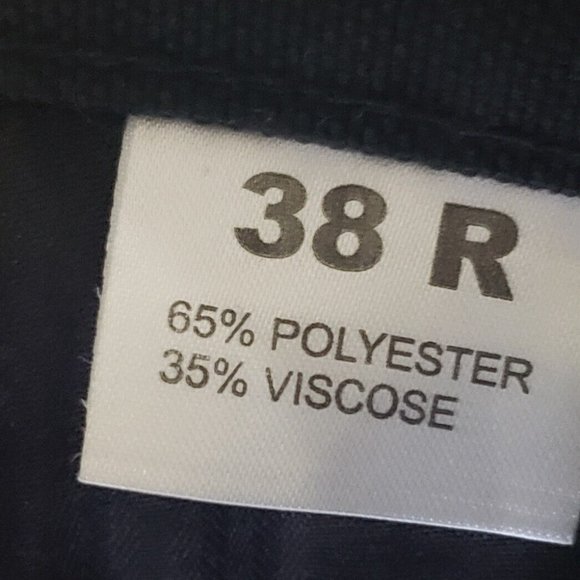 38 R
65% POLYESTER
35% VISCOSE